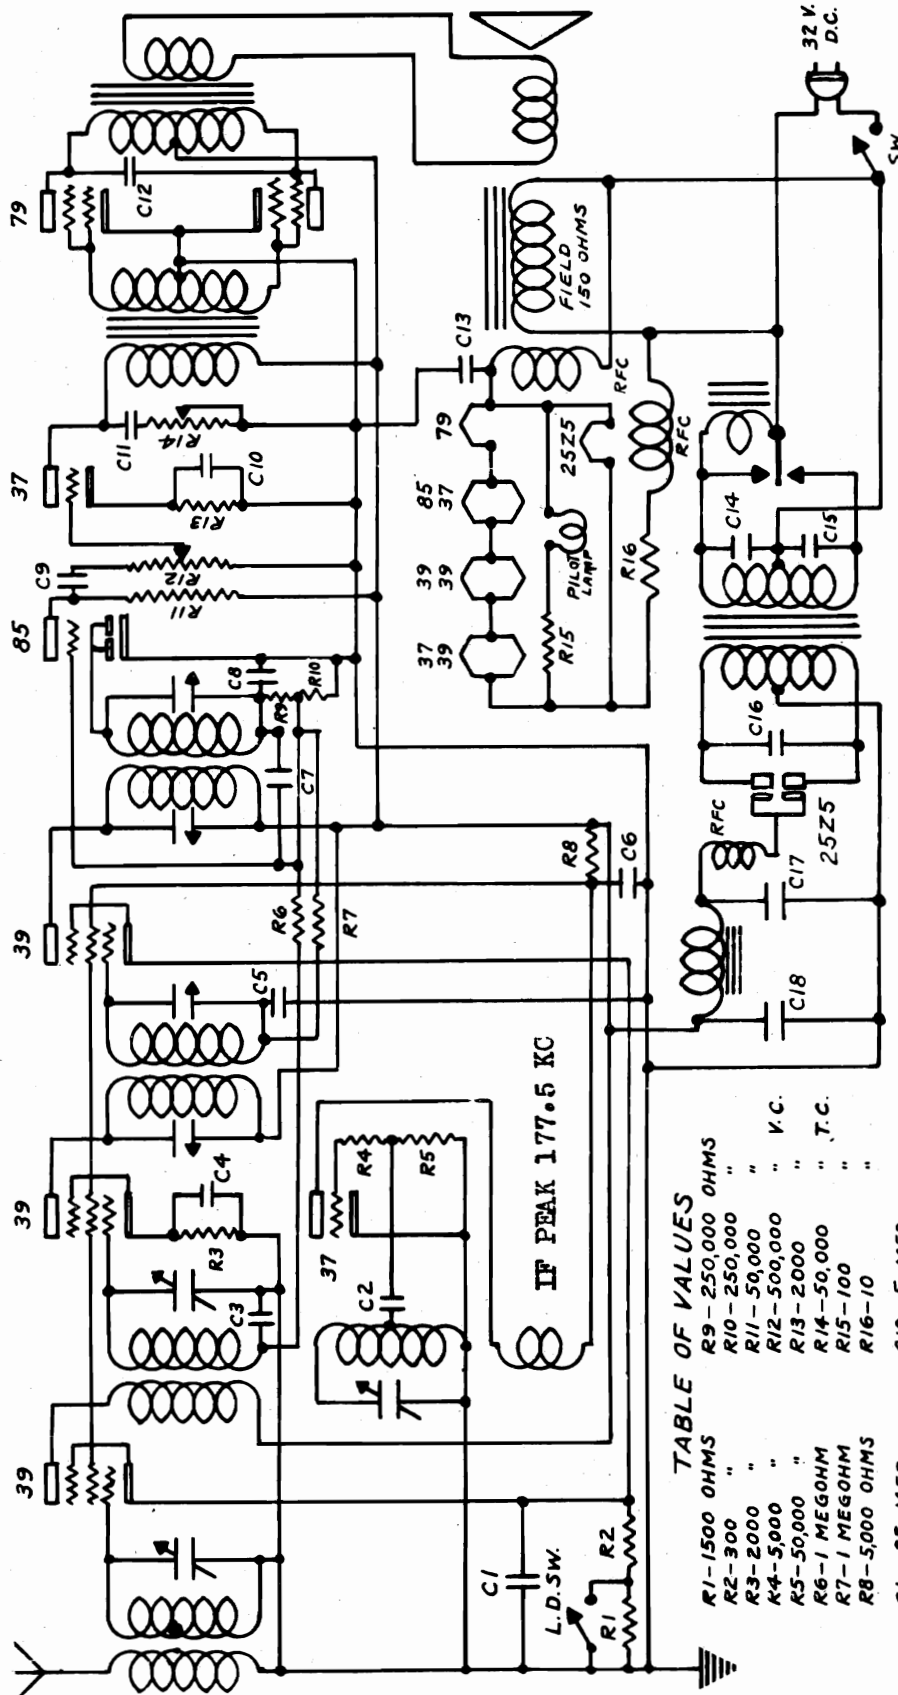 39
39
39
85
37
79
C9
C11
R14
C10
R13
R12
R11
C12
C8
R9
R10
C7
R6
R7
C5
C4
R3
C3
37
R4
R5
C2
IF PEAK 177.5 KC
R8
C6
C1
L.D. SW.
R1
R2
37
39
39
39
85
37
79
C13
R15
PILOT
LAMP
25Z5
RFC
FIELD
150 OHMS
R16
RFC
RFC
C18
C17
25Z5
C16
C14
C15
32 V.
D.C.
SW
TABLE OF VALUES
R1-1500 OHMS R9-250,000 OHMS
R2-300 " R10-250,000 "
R3-2000 " R11-50,000 "
R4-5,000 " R12-500,000 " V.C.
R5-50,000 " R13-2000 "
R6-1 MEGOHM R14-50,000 " T.C.
R7-1 MEGOHM R15-100 "
R8-5,000 OHMS R16-10 "